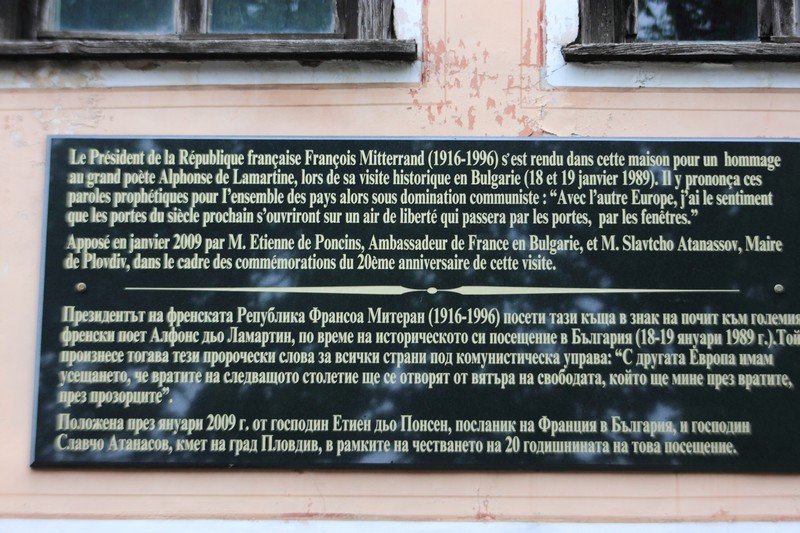 Le Président de la République française François Mitterrand (1916-1996) s'est rendu dans cette maison pour un hommage
au grand poète Alphonse de Lamartine, lors de sa visite historique en Bulgarie (18 et 19 janvier 1989). Il y prononça ces
paroles prophétiques pour l'ensemble des pays alors sous domination communiste : “Avec l'autre Europe, j'ai le sentiment
que les portes du siècle prochain s'ouvriront sur un air de liberté qui passera par les portes, par les fenêtres.”
Apposé en janvier 2009 par M. Etienne de Poncins, Ambassadeur de France en Bulgarie, et M. Slavtcho Atanassov, Maire
de Plovdiv, dans le cadre des commémorations du 20ème anniversaire de cette visite.
Президентът на френската Република Франсоа Митеран (1916-1996) посети тази къща в знак на почит към големия
френски поет Алфонс дьо Ламартин, по време на историческото си посещение в България (18-19 януари 1989 г.).Той
произнесе тогава тези пророчески слова за всички страни под комунистическа управа: “С другата Европа имам
усещането, че вратите на следващото столетие ще се отворят от вятъра на свободата, който ще мине през вратите,
през прозорците”.
Положена през януари 2009 г. от господин Етиен дьо Понсен, посланик на Франция в България, и господин
Славчо Атанасов, кмет на град Пловдив, в рамките на честването на 20 годишнината на това посещение.